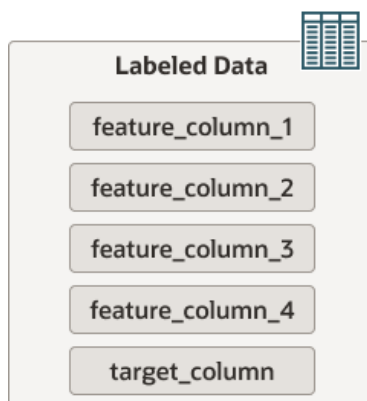 Labeled Data
feature_column_1
feature_column_2
feature_column_3
feature_column_4
target_column